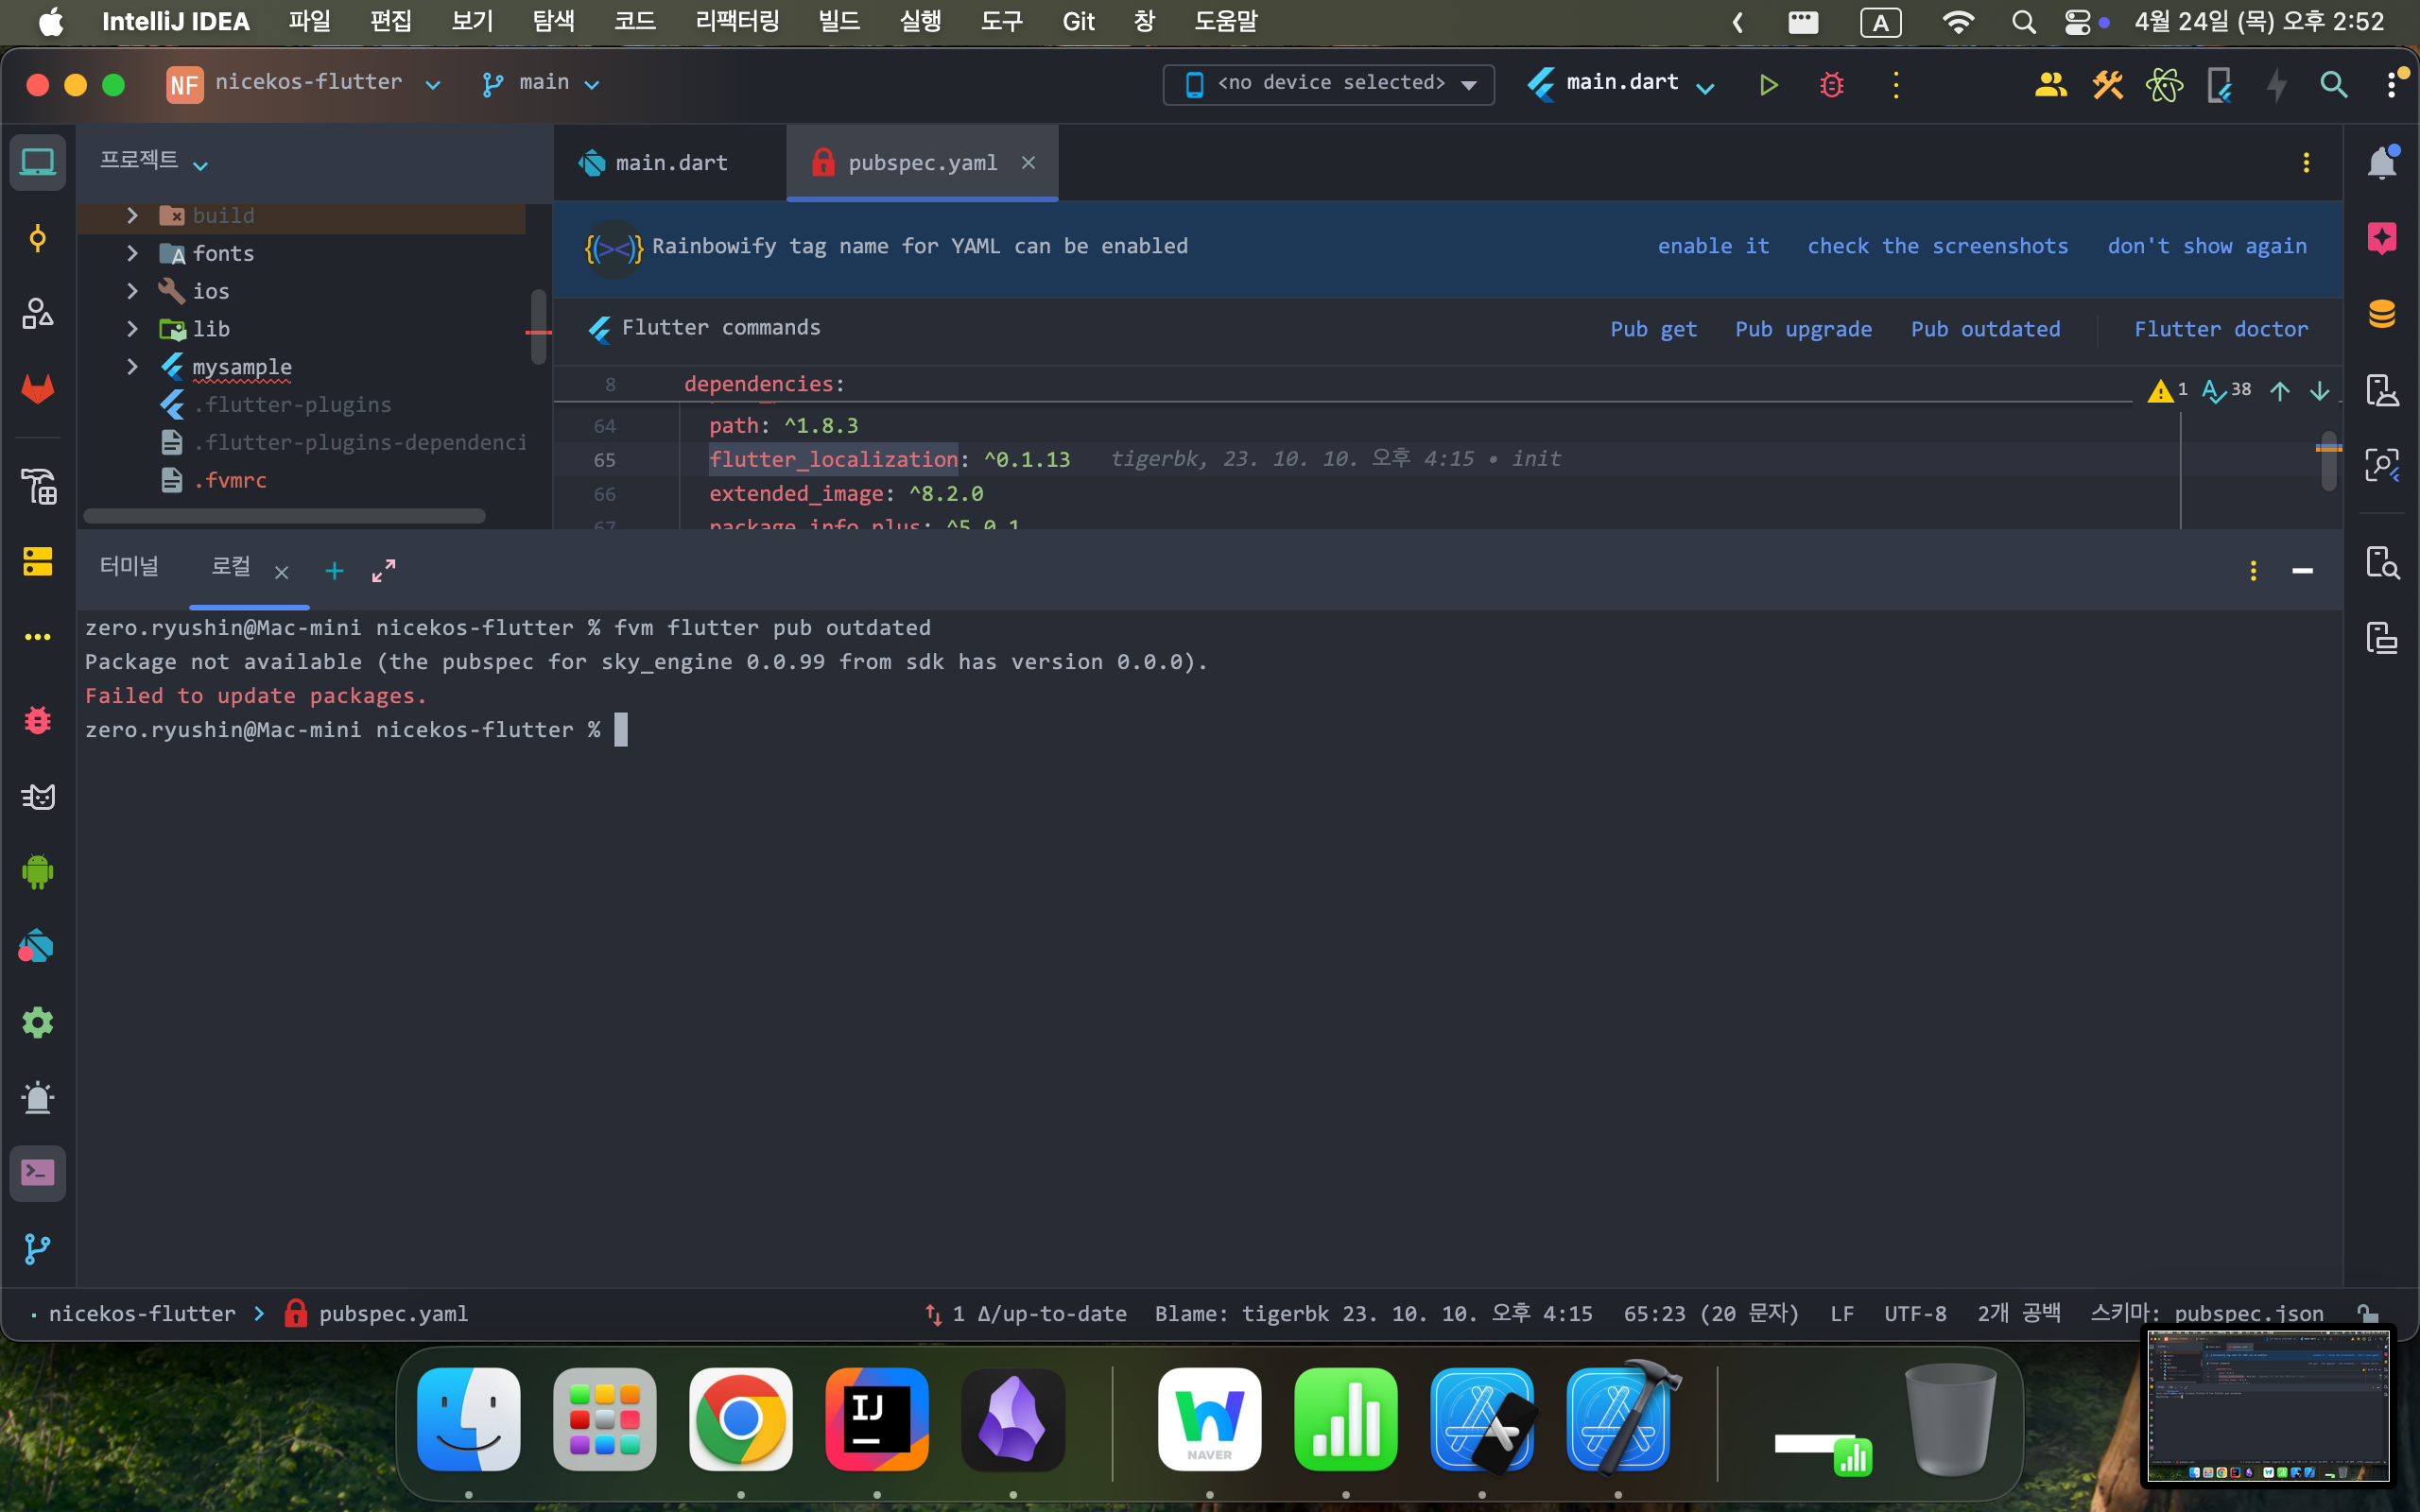 IntelliJ IDEA 파일 편집 보기 탐색 코드 리팩터링 빌드 실행 도구 Git 창 도움말 A 4월 24일 (목) 오후 2:52
NF nicekos-flutter main <no device selected> main.dart
프로젝트
main.dart pubspec.yaml
build
fonts
ios
lib
mysample
.flutter-plugins
.flutter-plugins-dependenci
.fvmrc
Rainbowify tag name for YAML can be enabled enable it check the screenshots don't show again
Flutter commands Pub get Pub upgrade Pub outdated Flutter doctor
8 dependencies: 1 38
64 path: ^1.8.3
65 flutter_localization: ^0.1.13 tigerbk, 23. 10. 10. 오후 4:15 • init
66 extended_image: ^8.2.0
67 package_info_plus: ^5.0.1
터미널 로컬
zero.ryushin@Mac-mini nicekos-flutter % fvm flutter pub outdated
Package not available (the pubspec for sky_engine 0.0.99 from sdk has version 0.0.0).
Failed to update packages.
zero.ryushin@Mac-mini nicekos-flutter %
nicekos-flutter pubspec.yaml 1 Δ/up-to-date Blame: tigerbk 23. 10. 10. 오후 4:15 65:23 (20 문자) LF UTF-8 2개 공백 스키마: pubspec.json
IJ
NAVER